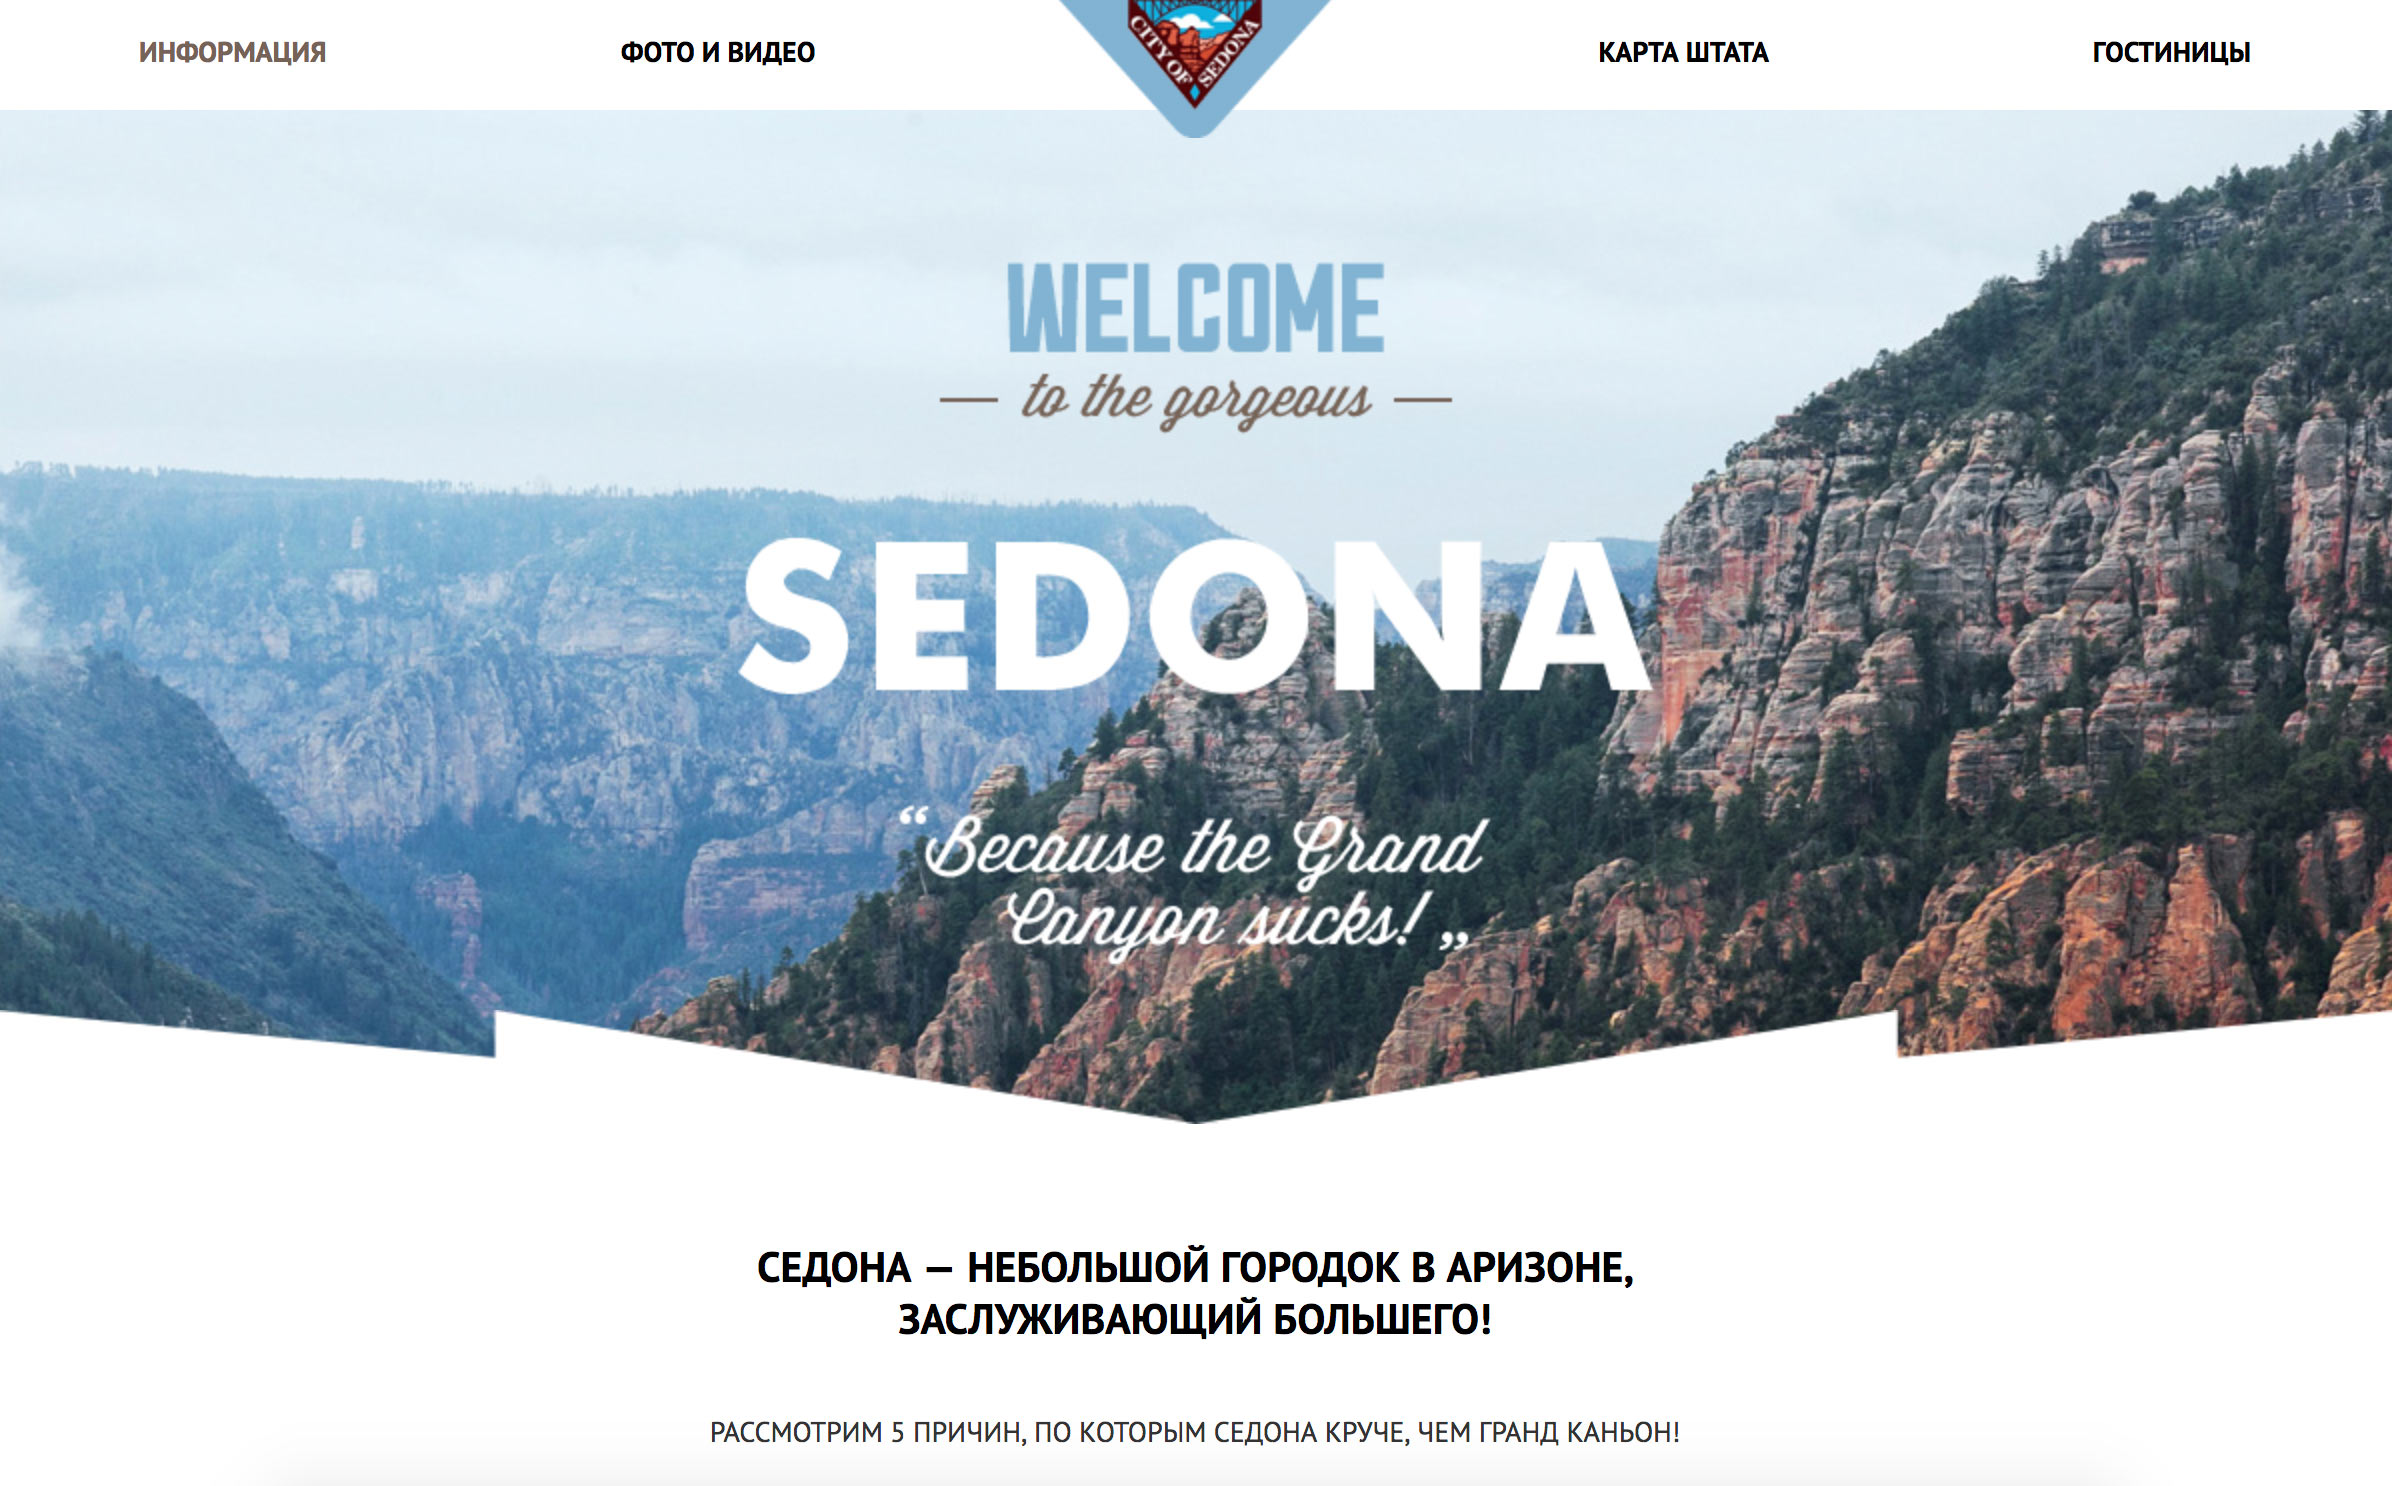 ИНФОРМАЦИЯ
ФОТО И ВИДЕО
CITY OF SEDONA
КАРТА ШТАТА
ГОСТИНИЦЫ
WELCOME
— to the gorgeous —
SEDONA
“Because the Grand
Canyon sucks! „
СЕДОНА — НЕБОЛЬШОЙ ГОРОДОК В АРИЗОНЕ,
ЗАСЛУЖИВАЮЩИЙ БОЛЬШЕГО!
РАССМОТРИМ 5 ПРИЧИН, ПО КОТОРЫМ СЕДОНА КРУЧЕ, ЧЕМ ГРАНД КАНЬОН!